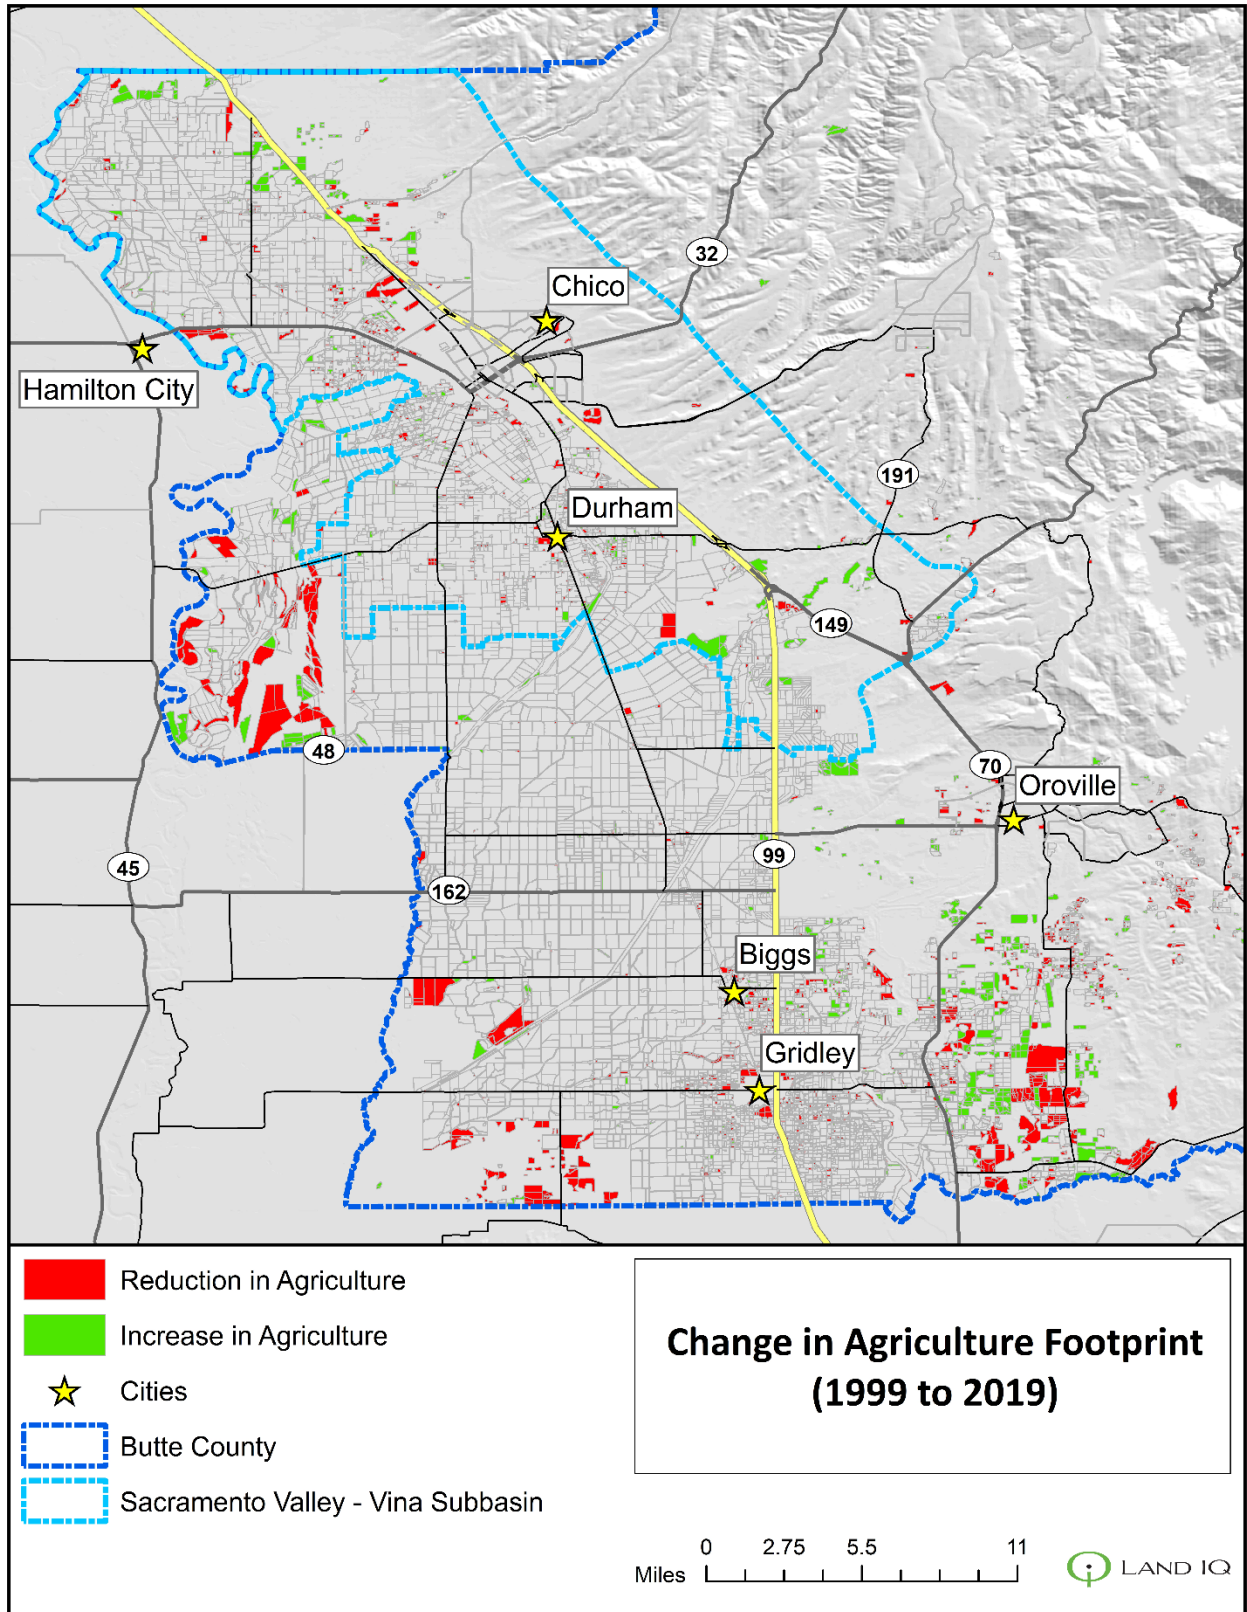 32
Chico
Hamilton City
191
Durham
149
48
70
Oroville
45
99
162
Biggs
Gridley
Reduction in Agriculture
Increase in Agriculture
Cities
Butte County
Sacramento Valley - Vina Subbasin
Change in Agriculture Footprint
(1999 to 2019)
0 2.75 5.5 11
Miles
LAND IQ